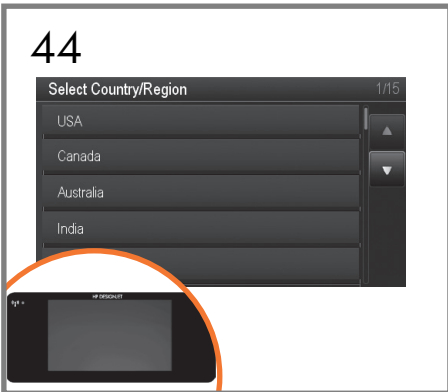 44
Select Country/Region 1/15
USA
Canada
Australia
India
HP DESIGNJET